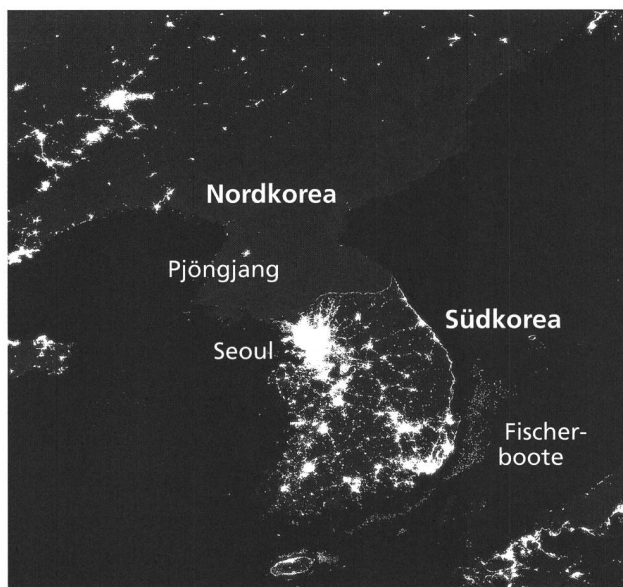 Nordkorea
Pjöngjang
Südkorea
Seoul
Fischer-
boote